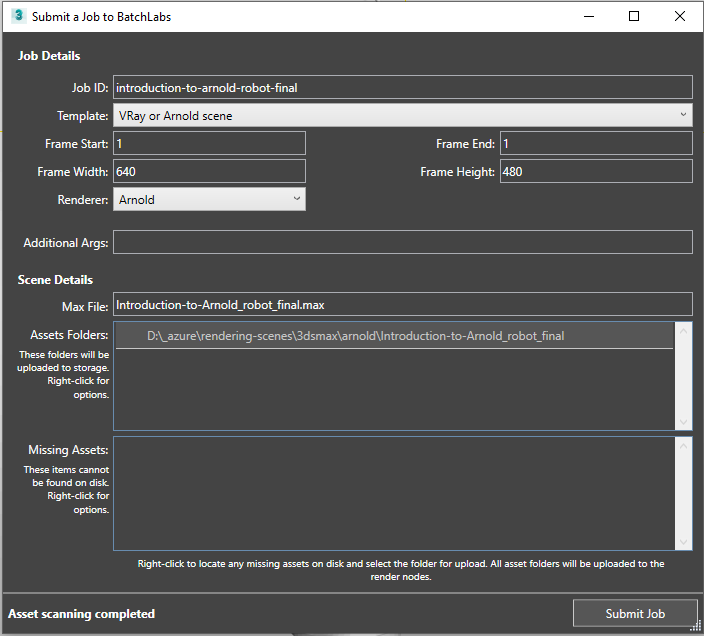 Submit a Job to BatchLabs
Job Details
Job ID: introduction-to-arnold-robot-final
Template: VRay or Arnold scene
Frame Start: 1 Frame End: 1
Frame Width: 640 Frame Height: 480
Renderer: Arnold
Additional Args:
Scene Details
Max File: Introduction-to-Arnold_robot_final.max
Assets Folders: D:\_azure\rendering-scenes\3dsmax\arnold\Introduction-to-Arnold_robot_final
These folders will be
uploaded to storage.
Right-click for
options.
Missing Assets:
These items cannot
be found on disk.
Right-click for
options.
Right-click to locate any missing assets on disk and select the folder for upload. All asset folders will be uploaded to the
render nodes.
Asset scanning completed Submit Job